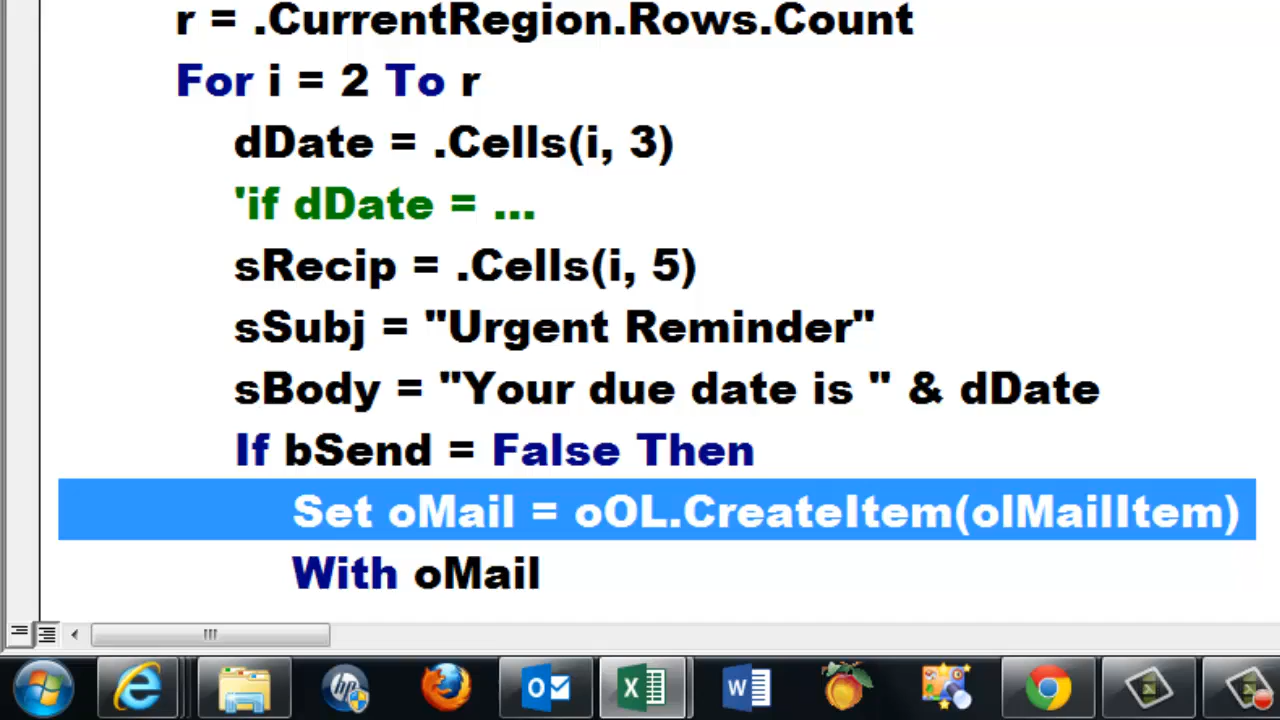 r = .CurrentRegion.Rows.Count
For i = 2 To r
dDate = .Cells(i, 3)
'if dDate = ...
sRecip = .Cells(i, 5)
sSubj = "Urgent Reminder"
sBody = "Your due date is " & dDate
If bSend = False Then
Set oMail = oOL.CreateItem(olMailItem)
With oMail